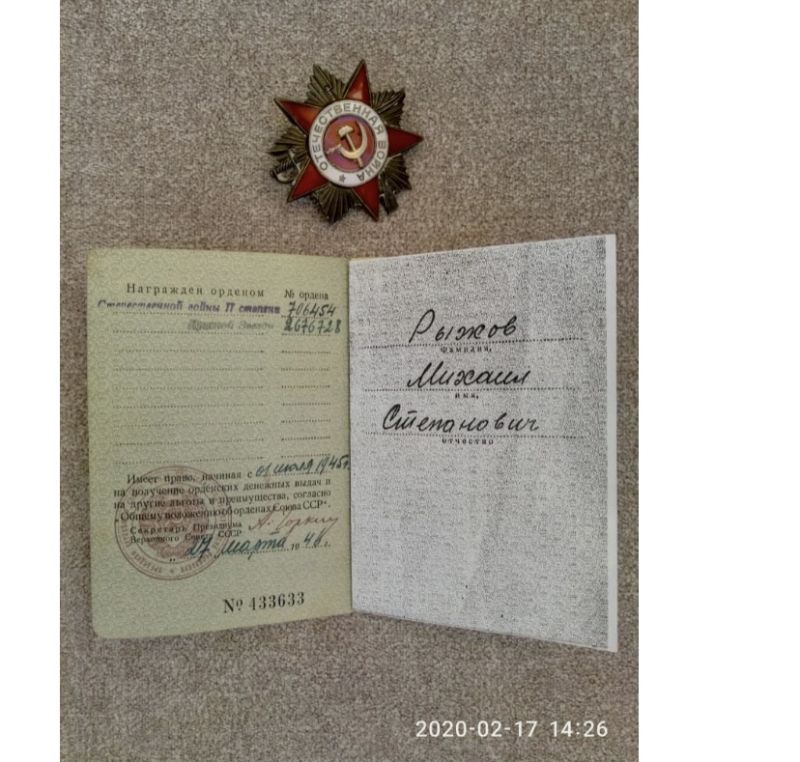 ОТЕЧЕСТВЕННАЯ ВОЙНА
Награжден орденом № ордена
Отечественной войны II степени 706454
Красной Звезды 2676728
Имеет право, начиная с 01 июля 1945г.
на получение орденских денежных выдач и
на другие льготы и преимущества, согласно
„Общему положению об орденах Союза ССР“.
Секретарь Президиума А. Горкин
Верховного Совета СССР
„27 марта 1948 г.
№ 433633
Рыжов
фамилия,
Михаил
имя,
Степанович
отчество
2020-02-17 14:26